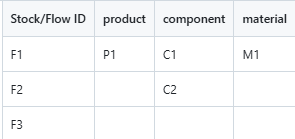 Stock/Flow ID product component material
F1 P1 C1 M1
F2 C2
F3